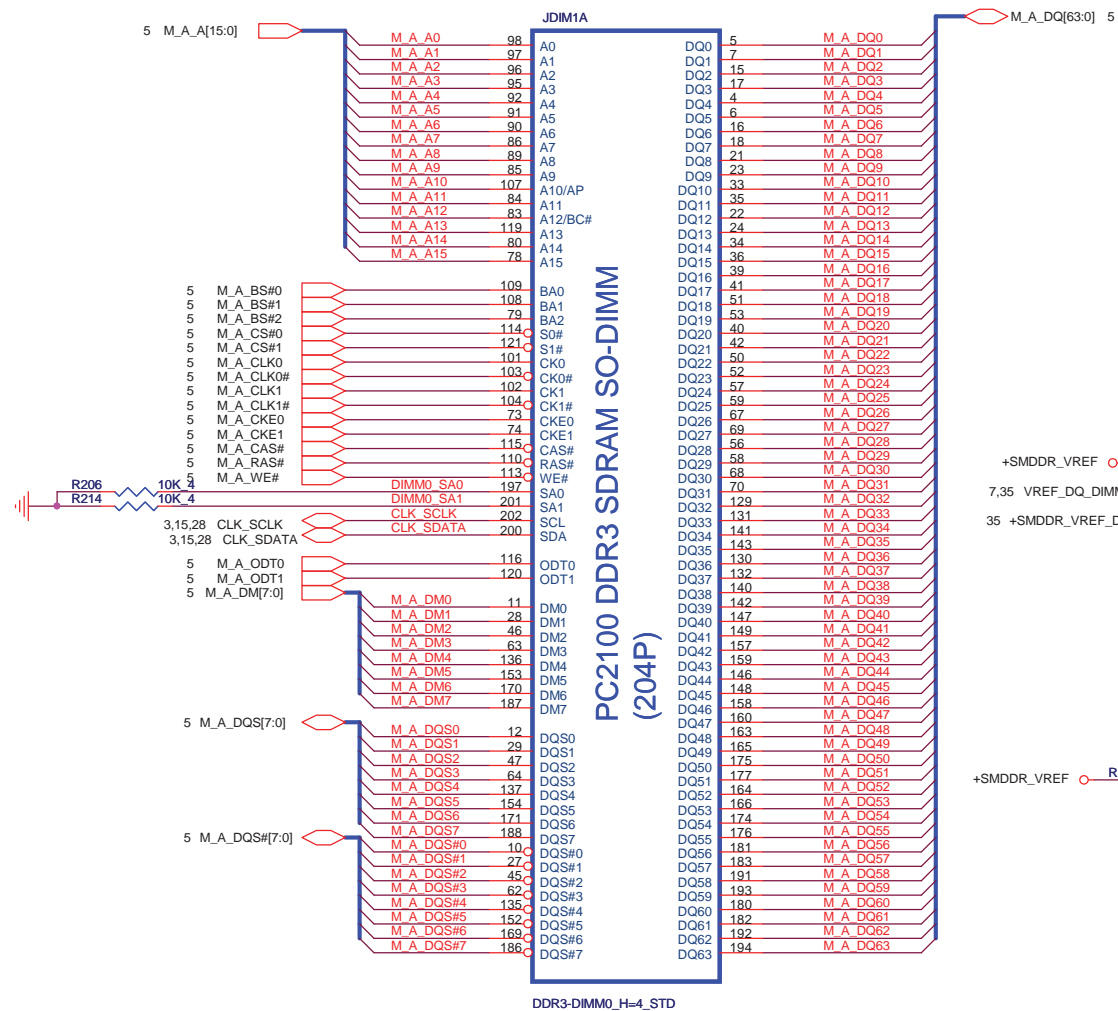 JDIM1A
5 M_A_A[15:0]
M_A_DQ[63:0] 5
M_A_A0 98 A0 DQ0 5 M_A_DQ0
M_A_A1 97 A1 DQ1 7 M_A_DQ1
M_A_A2 96 A2 DQ2 15 M_A_DQ2
M_A_A3 95 A3 DQ3 17 M_A_DQ3
M_A_A4 92 A4 DQ4 4 M_A_DQ4
M_A_A5 91 A5 DQ5 6 M_A_DQ5
M_A_A6 90 A6 DQ6 16 M_A_DQ6
M_A_A7 86 A7 DQ7 18 M_A_DQ7
M_A_A8 89 A8 DQ8 21 M_A_DQ8
M_A_A9 85 A9 DQ9 23 M_A_DQ9
M_A_A10 107 A10/AP DQ10 33 M_A_DQ10
M_A_A11 84 A11 DQ11 35 M_A_DQ11
M_A_A12 83 A12/BC# DQ12 22 M_A_DQ12
M_A_A13 119 A13 DQ13 24 M_A_DQ13
M_A_A14 80 A14 DQ14 34 M_A_DQ14
M_A_A15 78 A15 DQ15 36 M_A_DQ15
DQ16 39 M_A_DQ16
5 M_A_BS#0 109 BA0 DQ17 41 M_A_DQ17
5 M_A_BS#1 108 BA1 DQ18 51 M_A_DQ18
5 M_A_BS#2 79 BA2 DQ19 53 M_A_DQ19
5 M_A_CS#0 114 S0# DQ20 40 M_A_DQ20
5 M_A_CS#1 121 S1# DQ21 42 M_A_DQ21
5 M_A_CLK0 101 CK0 DQ22 50 M_A_DQ22
5 M_A_CLK0# 103 CK0# DQ23 52 M_A_DQ23
5 M_A_CLK1 102 CK1 DQ24 57 M_A_DQ24
5 M_A_CLK1# 104 CK1# DQ25 59 M_A_DQ25
5 M_A_CKE0 73 CKE0 DQ26 67 M_A_DQ26
5 M_A_CKE1 74 CKE1 DQ27 69 M_A_DQ27
5 M_A_CAS# 115 CAS# DQ28 56 M_A_DQ28
5 M_A_RAS# 110 RAS# DQ29 58 M_A_DQ29
5 M_A_WE# 113 WE# DQ30 68 M_A_DQ30
R206 10K_4 DIMM0_SA0 197 SA0 DQ31 70 M_A_DQ31
R214 10K_4 DIMM0_SA1 201 SA1 DQ32 129 M_A_DQ32
3,15,28 CLK_SCLK CLK_SCLK 202 SCL DQ33 131 M_A_DQ33
3,15,28 CLK_SDATA CLK_SDATA 200 SDA DQ34 141 M_A_DQ34
DQ35 143 M_A_DQ35
5 M_A_ODT0 116 ODT0 DQ36 130 M_A_DQ36
5 M_A_ODT1 120 ODT1 DQ37 132 M_A_DQ37
5 M_A_DM[7:0] DQ38 140 M_A_DQ38
M_A_DM0 11 DM0 DQ39 142 M_A_DQ39
M_A_DM1 28 DM1 DQ40 147 M_A_DQ40
M_A_DM2 46 DM2 DQ41 149 M_A_DQ41
M_A_DM3 63 DM3 DQ42 157 M_A_DQ42
M_A_DM4 136 DM4 DQ43 159 M_A_DQ43
M_A_DM5 153 DM5 DQ44 146 M_A_DQ44
M_A_DM6 170 DM6 DQ45 148 M_A_DQ45
M_A_DM7 187 DM7 DQ46 158 M_A_DQ46
5 M_A_DQS[7:0] DQ47 160 M_A_DQ47
M_A_DQS0 12 DQS0 DQ48 163 M_A_DQ48
M_A_DQS1 29 DQS1 DQ49 165 M_A_DQ49
M_A_DQS2 47 DQS2 DQ50 175 M_A_DQ50
M_A_DQS3 64 DQS3 DQ51 177 M_A_DQ51
M_A_DQS4 137 DQS4 DQ52 164 M_A_DQ52
M_A_DQS5 154 DQS5 DQ53 166 M_A_DQ53
M_A_DQS6 171 DQS6 DQ54 174 M_A_DQ54
M_A_DQS7 188 DQS7 DQ55 176 M_A_DQ55
5 M_A_DQS#[7:0]
M_A_DQS#0 10 DQS#0 DQ56 181 M_A_DQ56
M_A_DQS#1 27 DQS#1 DQ57 183 M_A_DQ57
M_A_DQS#2 45 DQS#2 DQ58 191 M_A_DQ58
M_A_DQS#3 62 DQS#3 DQ59 193 M_A_DQ59
M_A_DQS#4 135 DQS#4 DQ60 180 M_A_DQ60
M_A_DQS#5 152 DQS#5 DQ61 182 M_A_DQ61
M_A_DQS#6 169 DQS#6 DQ62 192 M_A_DQ62
M_A_DQS#7 186 DQS#7 DQ63 194 M_A_DQ63
PC2100 DDR3 SDRAM SO-DIMM
(204P)
DDR3-DIMM0_H=4_STD
+SMDDR_VREF
7,35 VREF_DQ_DIMM
35 +SMDDR_VREF_D
+SMDDR_VREF R